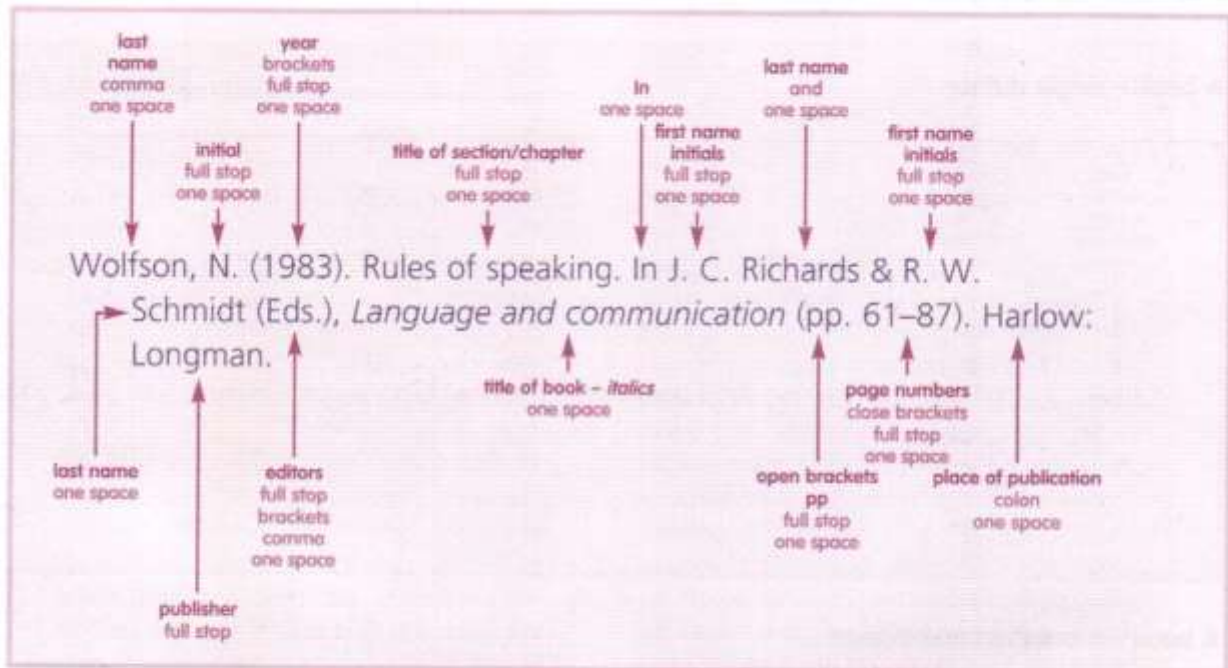 last
name
comma
one space
year
brackets
full stop
one space
initial
full stop
one space
title of section/chapter
full stop
one space
In
one space
first name
initials
full stop
one space
last name
and
one space
first name
initials
full stop
one space
Wolfson, N. (1983). Rules of speaking. In J. C. Richards & R. W.
Schmidt (Eds.), Language and communication (pp. 61–87). Harlow:
Longman.
last name
one space
publisher
full stop
editors
full stop
brackets
comma
one space
title of book – italics
one space
open brackets
pp
full stop
one space
page numbers
close brackets
full stop
one space
place of publication
colon
one space